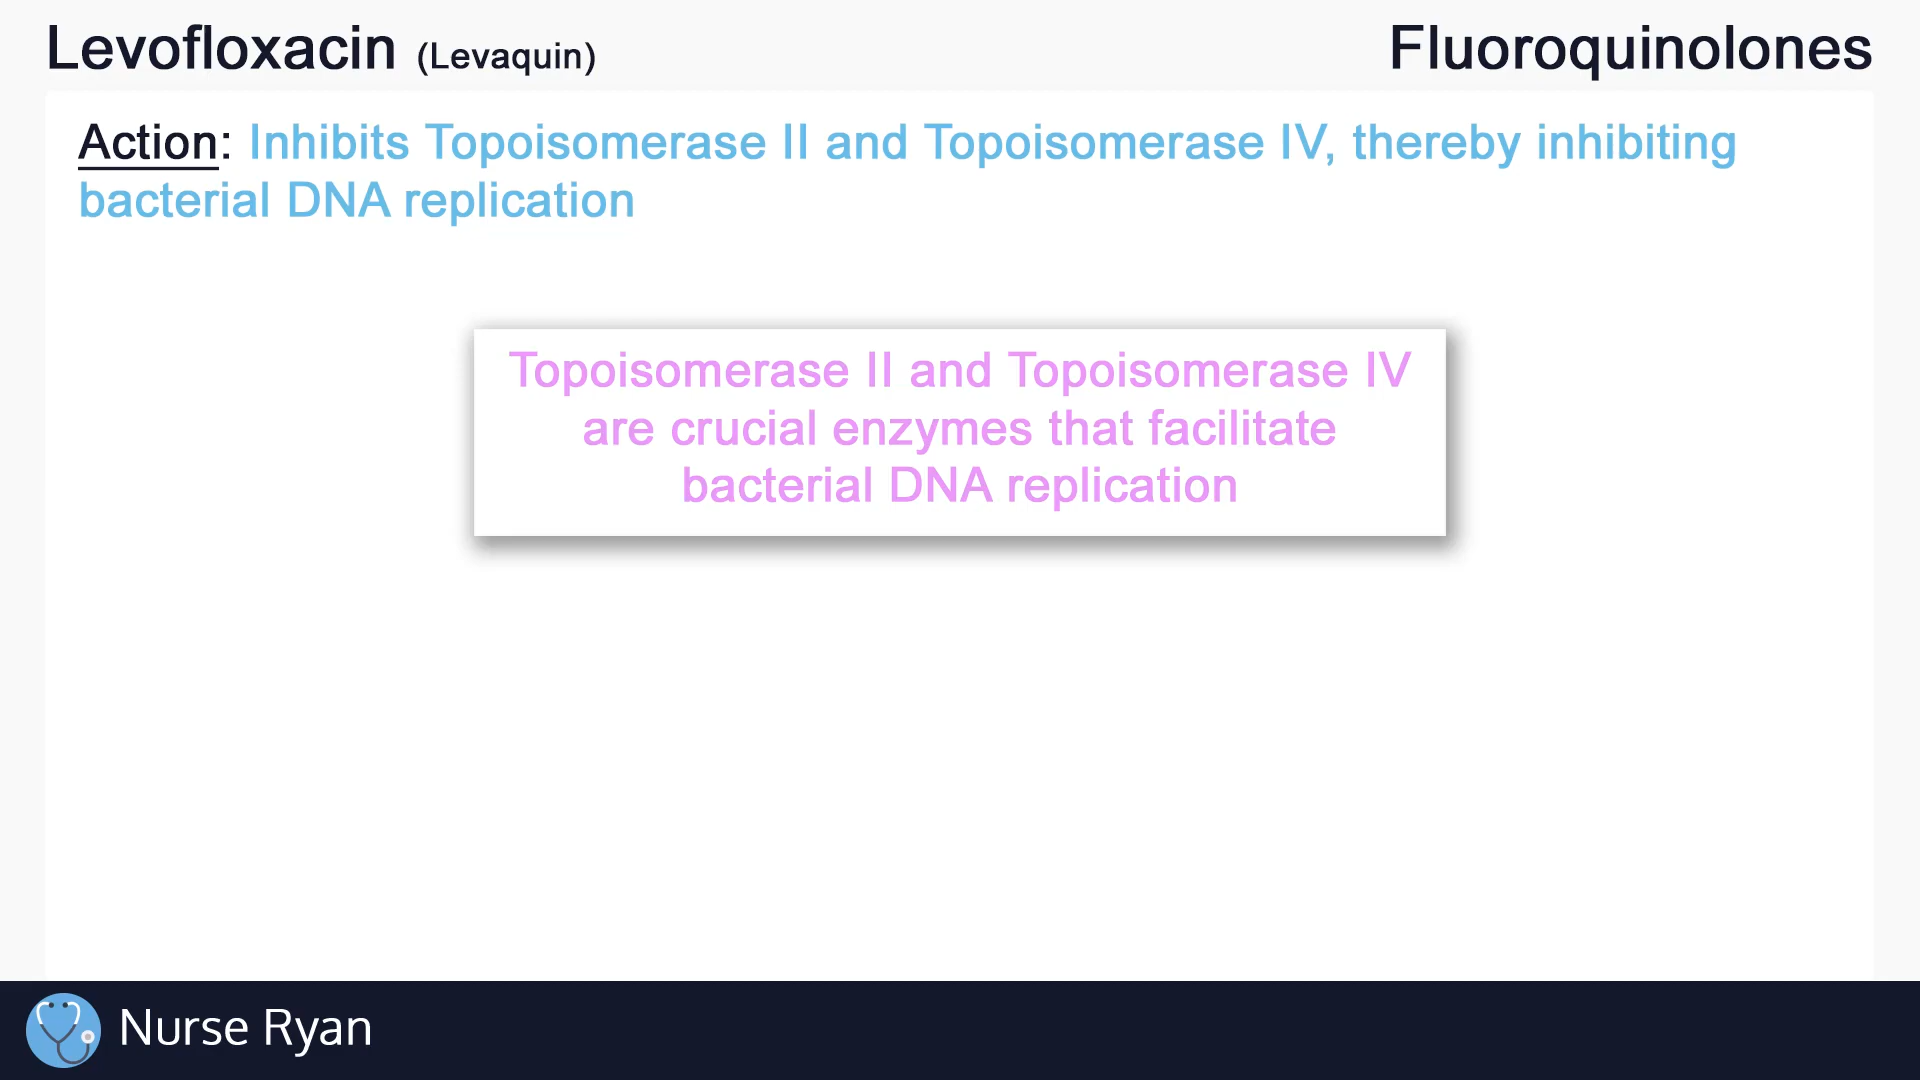 Levofloxacin (Levaquin)
Fluoroquinolones
Action: Inhibits Topoisomerase II and Topoisomerase IV, thereby inhibiting
bacterial DNA replication
Topoisomerase II and Topoisomerase IV
are crucial enzymes that facilitate
bacterial DNA replication
Nurse Ryan